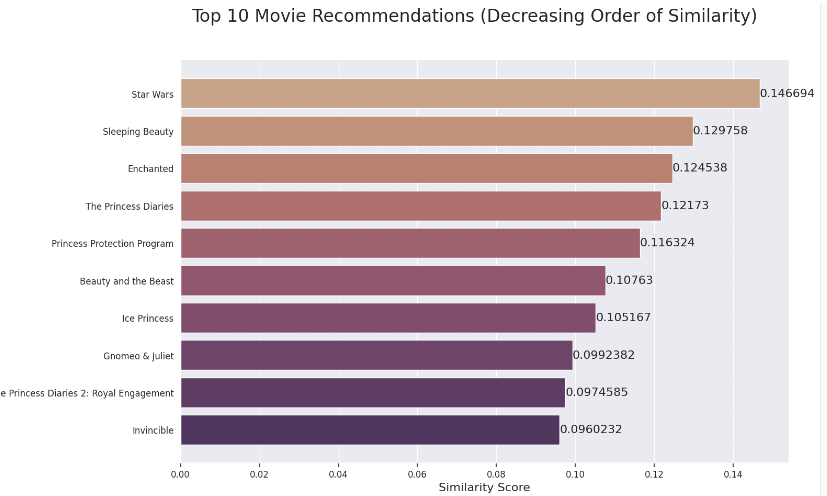 Top 10 Movie Recommendations (Decreasing Order of Similarity)
Star Wars 0.146694
Sleeping Beauty 0.129758
Enchanted 0.124538
The Princess Diaries 0.12173
Princess Protection Program 0.116324
Beauty and the Beast 0.10763
Ice Princess 0.105167
Gnomeo & Juliet 0.0992382
e Princess Diaries 2: Royal Engagement 0.0974585
Invincible 0.0960232
0.00 0.02 0.04 0.06 0.08 0.10 0.12 0.14
Similarity Score